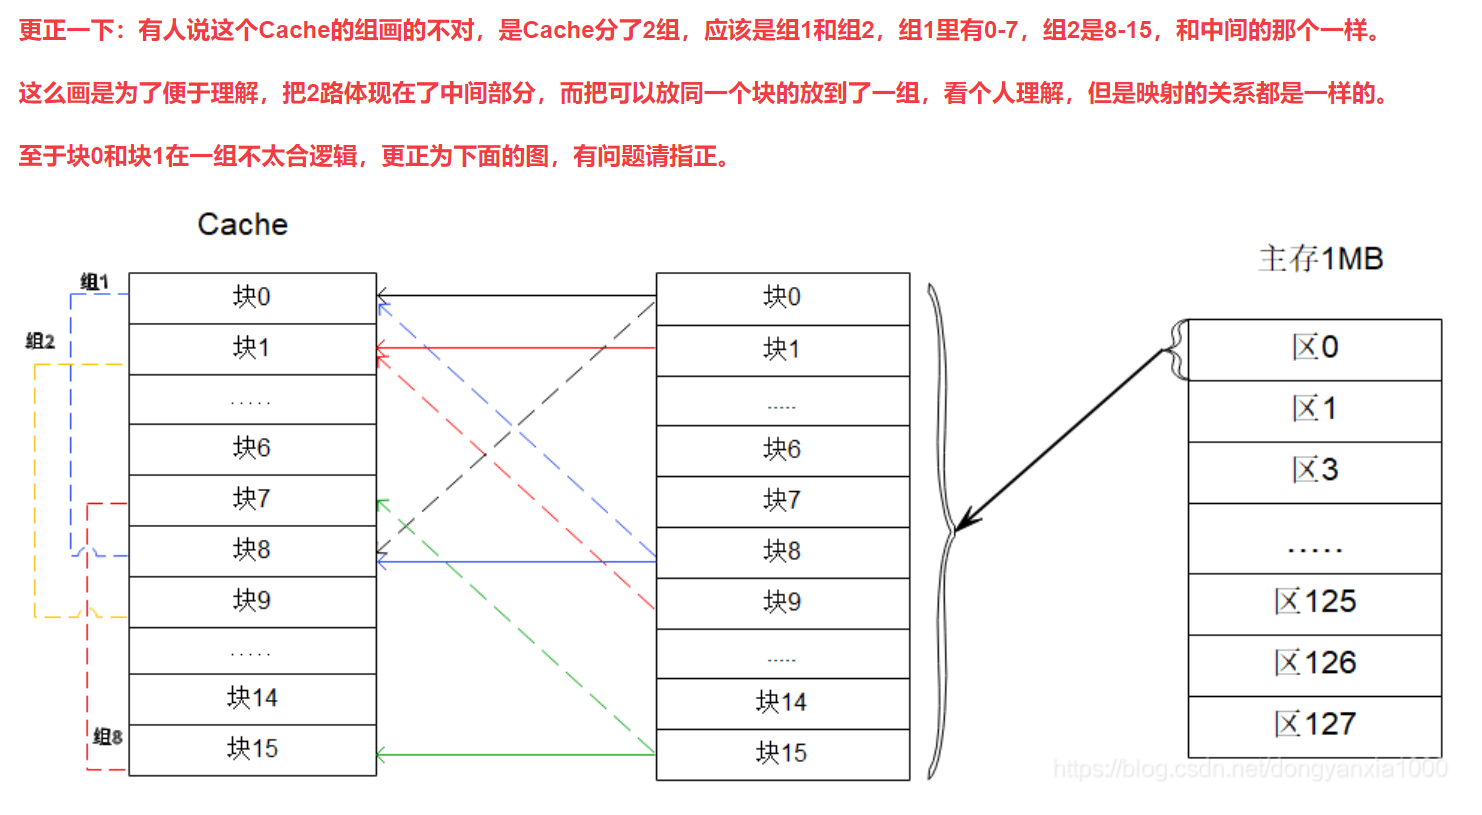 更正一下：有人说这个Cache的组画的不对，是Cache分了2组，应该是组1和组2，组1里有0-7，组2是8-15，和中间的那个一样。
这么画是为了便于理解，把2路体现在了中间部分，而把可以放同一个块的放到了一组，看个人理解，但是映射的关系都是一样的。
至于块0和块1在一组不太合逻辑，更正为下面的图，有问题请指正。
Cache
组1
组2
组8
块0
块1
.....
块6
块7
块8
块9
.....
块14
块15
块0
块1
.....
块6
块7
块8
块9
.....
块14
块15
主存1MB
区0
区1
区3
.....
区125
区126
区127
https://blog.csdn.net/dongyanxia1000